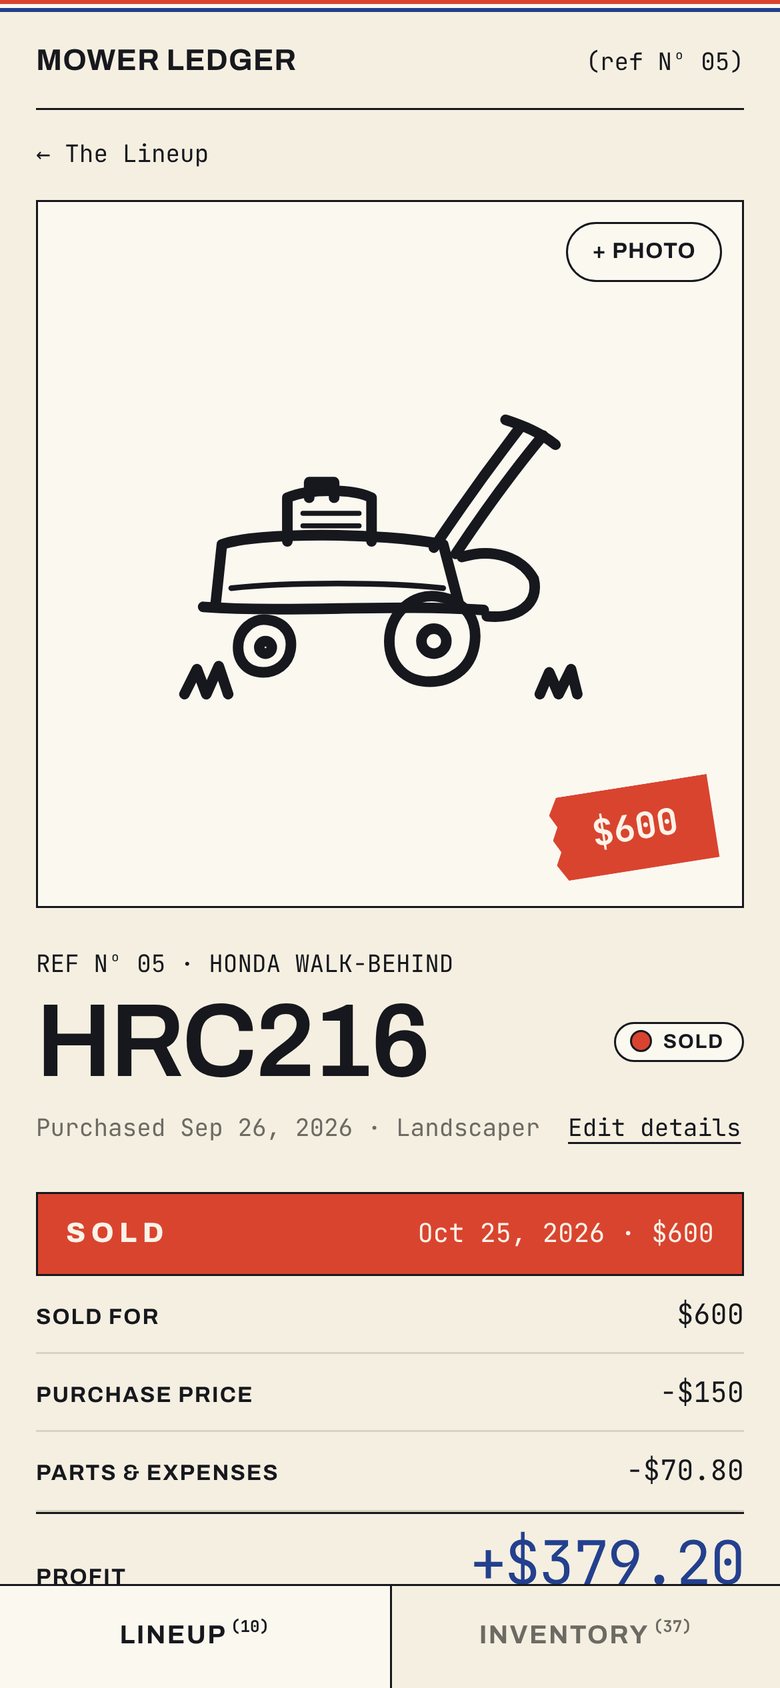 MOWER LEDGER (ref Nº 05)
← The Lineup
+ PHOTO
$600
REF Nº 05 · HONDA WALK-BEHIND
HRC216
SOLD
Purchased Sep 26, 2026 · Landscaper Edit details
SOLD Oct 25, 2026 · $600
SOLD FOR $600
PURCHASE PRICE -$150
PARTS & EXPENSES -$70.80
PROFIT +$379.20
LINEUP (10) INVENTORY (37)